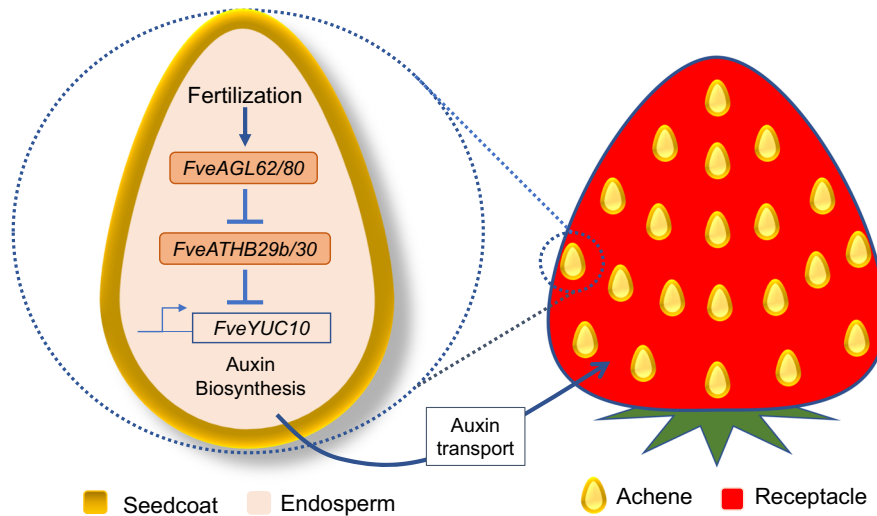 Fertilization
FveAGL62/80
FveATHB29b/30
FveYUC10
Auxin
Biosynthesis
Auxin
transport
Seedcoat
Endosperm
Achene
Receptacle